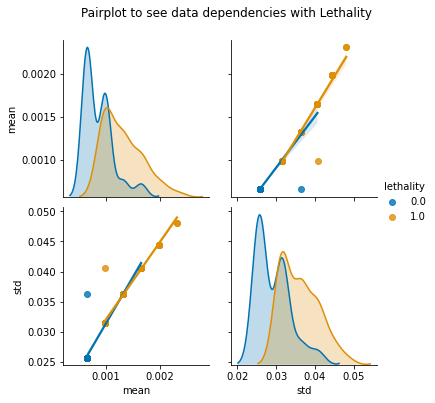 Pairplot to see data dependencies with Lethality
0.0020
0.0015
0.0010
mean
lethality
0.0
1.0
0.050
0.045
0.040
0.035
0.030
0.025
std
0.001 0.002
mean
0.02 0.03 0.04 0.05
std